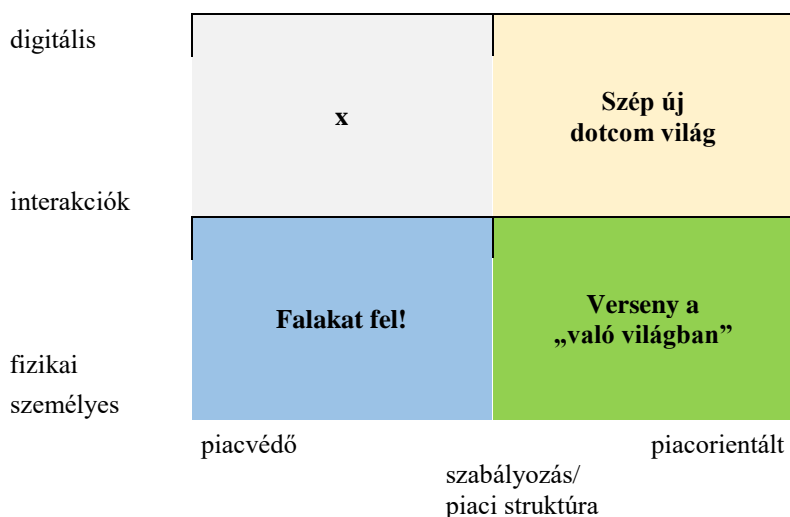 digitális
x
Szép új
dotcom világ
interakciók
Falakat fel!
Verseny a
„való világban”
fizikai
személyes
piacvédő
piacorientált
szabályozás/
piaci struktúra